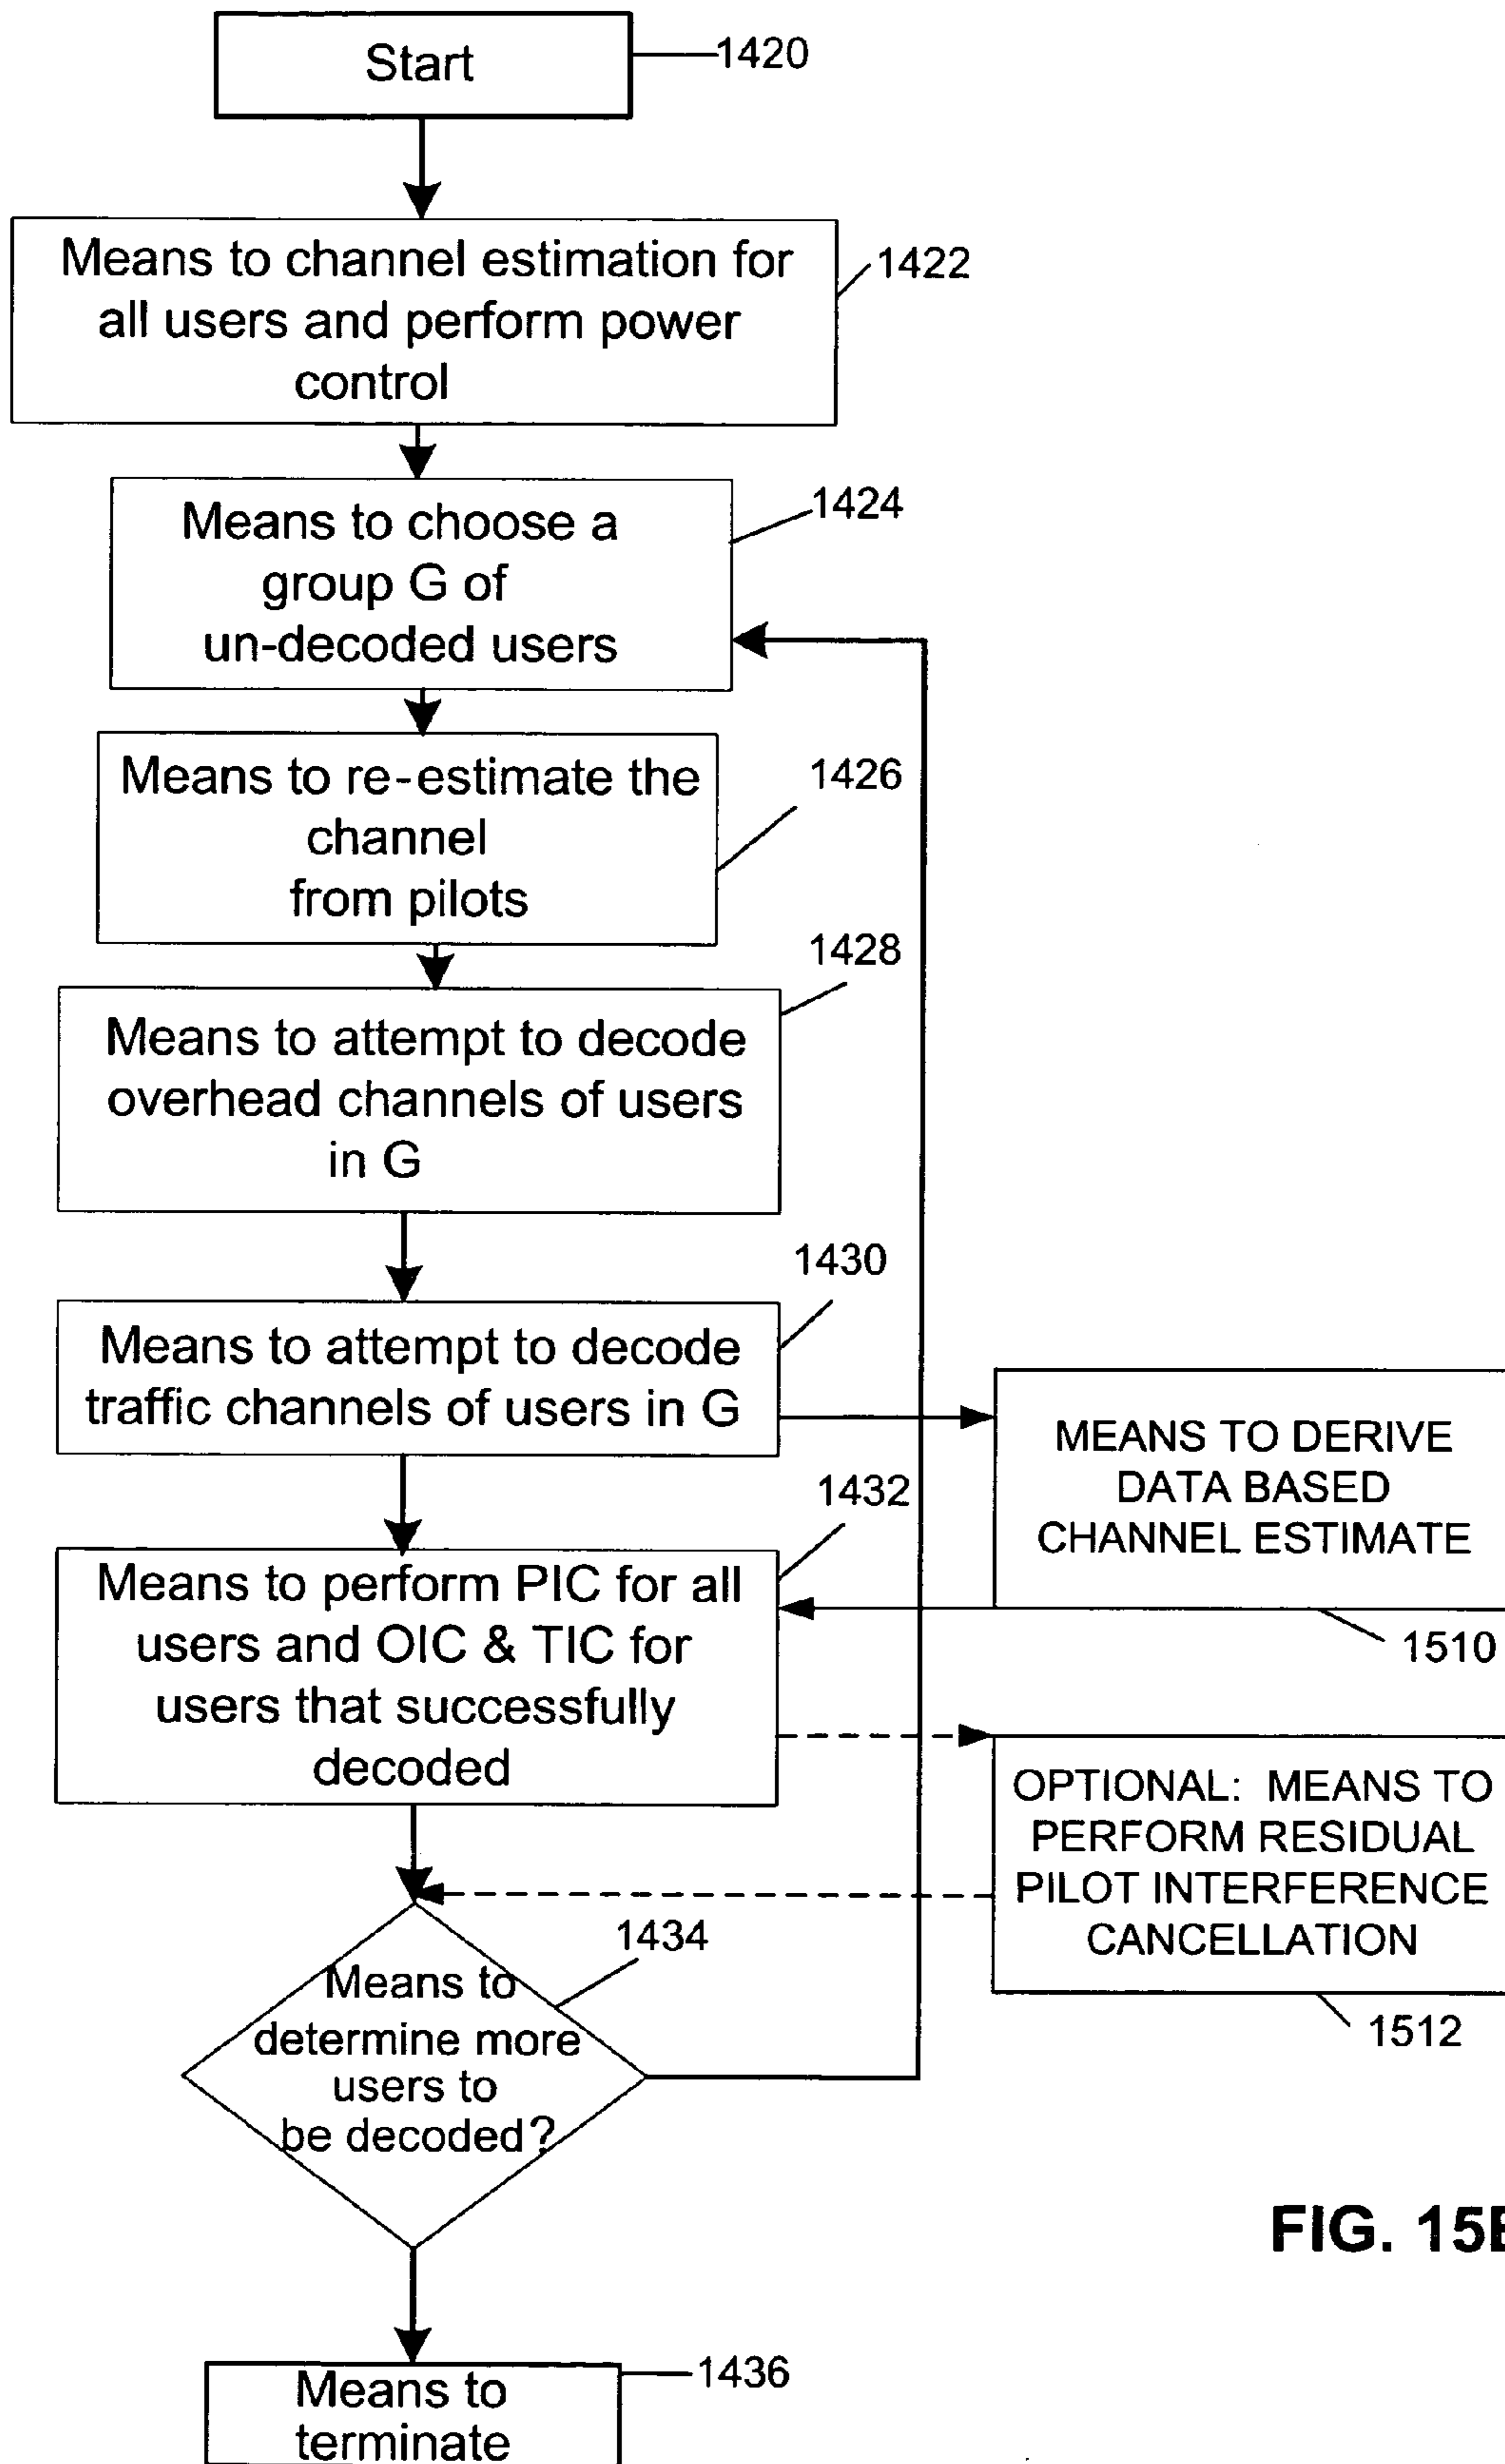 Start
1420
Means to channel estimation for
all users and perform power
control
1422
Means to choose a
group G of
un-decoded users
1424
Means to re-estimate the
channel
from pilots
1426
Means to attempt to decode
overhead channels of users
in G
1428
Means to attempt to decode
traffic channels of users in G
1430
MEANS TO DERIVE
DATA BASED
CHANNEL ESTIMATE
1510
Means to perform PIC for all
users and OIC & TIC for
users that successfully
decoded
1432
OPTIONAL: MEANS TO
PERFORM RESIDUAL
PILOT INTERFERENCE
CANCELLATION
1512
Means to
determine more
users to
be decoded?
1434
Means to
terminate
1436
FIG. 15B